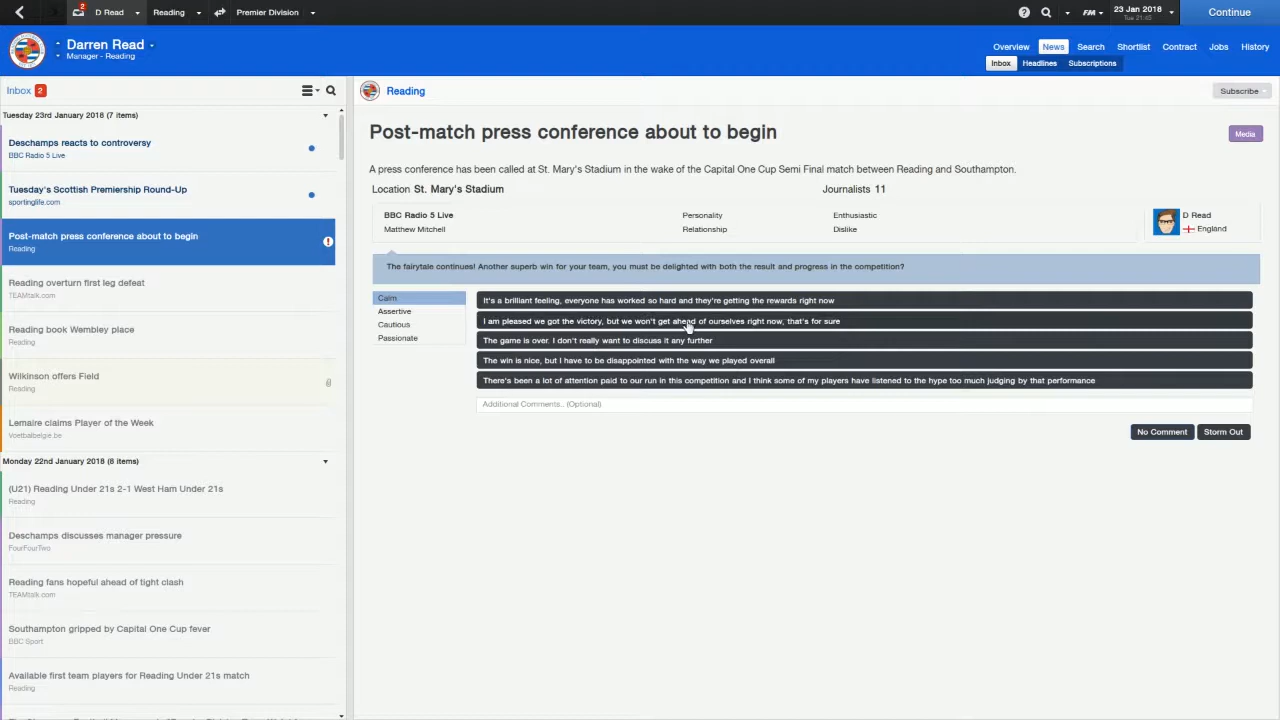 2
D Read
Reading
Premier Division
FM
23 Jan 2018
Tue 21:45
Continue
Darren Read
Manager - Reading
Overview
News
Search
Shortlist
Contract
Jobs
History
Inbox
Headlines
Subscriptions
Inbox 2
Tuesday 23rd January 2018 (7 items)
Deschamps reacts to controversy
BBC Radio 5 Live
Tuesday's Scottish Premiership Round-Up
sportinglife.com
Post-match press conference about to begin
Reading
Reading overturn first leg defeat
TEAMtalk.com
Reading book Wembley place
Reading
Wilkinson offers Field
Reading
Lemaire claims Player of the Week
Voetbalbelgie.be
Monday 22nd January 2018 (8 items)
(U21) Reading Under 21s 2-1 West Ham Under 21s
Reading
Deschamps discusses manager pressure
FourFourTwo
Reading fans hopeful ahead of tight clash
TEAMtalk.com
Southampton gripped by Capital One Cup fever
BBC Sport
Available first team players for Reading Under 21s match
Reading
Reading
Subscribe
Post-match press conference about to begin
Media
A press conference has been called at St. Mary's Stadium in the wake of the Capital One Cup Semi Final match between Reading and Southampton.
Location St. Mary's Stadium
Journalists 11
BBC Radio 5 Live
Personality
Enthusiastic
D Read
Matthew Mitchell
Relationship
Dislike
England
The fairytale continues! Another superb win for your team, you must be delighted with both the result and progress in the competition?
Calm
Assertive
Cautious
Passionate
It's a brilliant feeling, everyone has worked so hard and they're getting the rewards right now
I am pleased we got the victory, but we won't get ahead of ourselves right now, that's for sure
The game is over. I don't really want to discuss it any further
The win is nice, but I have to be disappointed with the way we played overall
There's been a lot of attention paid to our run in this competition and I think some of my players have listened to the hype too much judging by that performance
Additional Comments.. (Optional)
No Comment
Storm Out